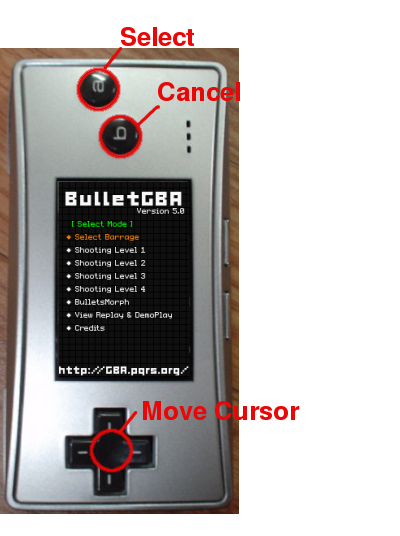 Select
a
Cancel
b
BulletGBA
Version 5.0
[ Select Mode ]
◆ Select Barrage
◆ Shooting Level 1
◆ Shooting Level 2
◆ Shooting Level 3
◆ Shooting Level 4
◆ BulletsMorph
◆ View Replay & DemoPlay
◆ Credits
http://GBA.pqrs.org/
Move Cursor